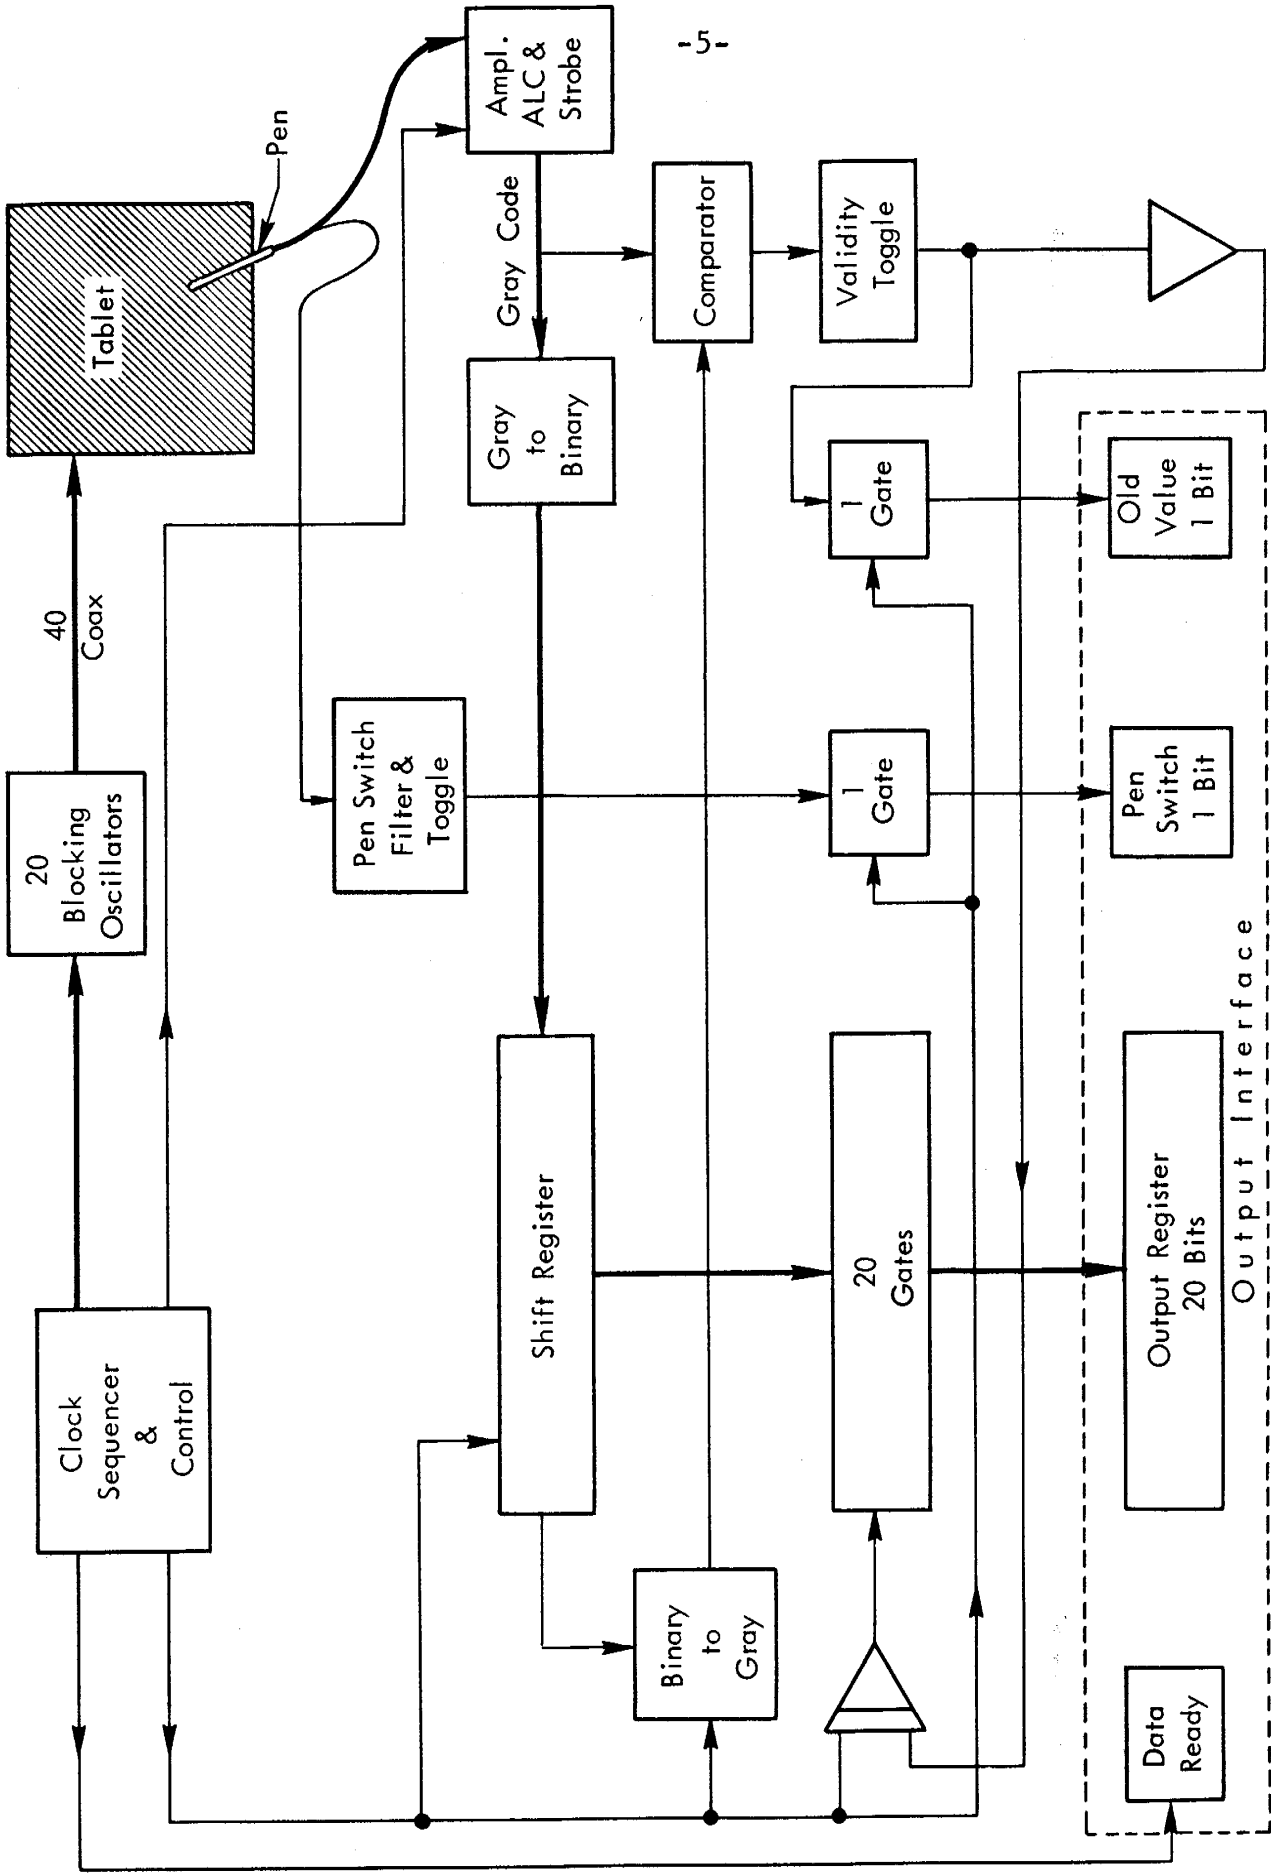 -5-
Clock
Sequencer
&
Control
20
Blocking
Oscillators
40
Coax
Tablet
Pen
Pen Switch
Filter &
Toggle
Ampl.
ALC &
Strobe
Gray Code
Gray
to
Binary
Shift Register
Binary
to
Gray
Comparator
Validity
Toggle
20
Gates
1
Gate
1
Gate
Data
Ready
Output Register
20 Bits
Pen
Switch
1 Bit
Old
Value
1 Bit
Output Interface